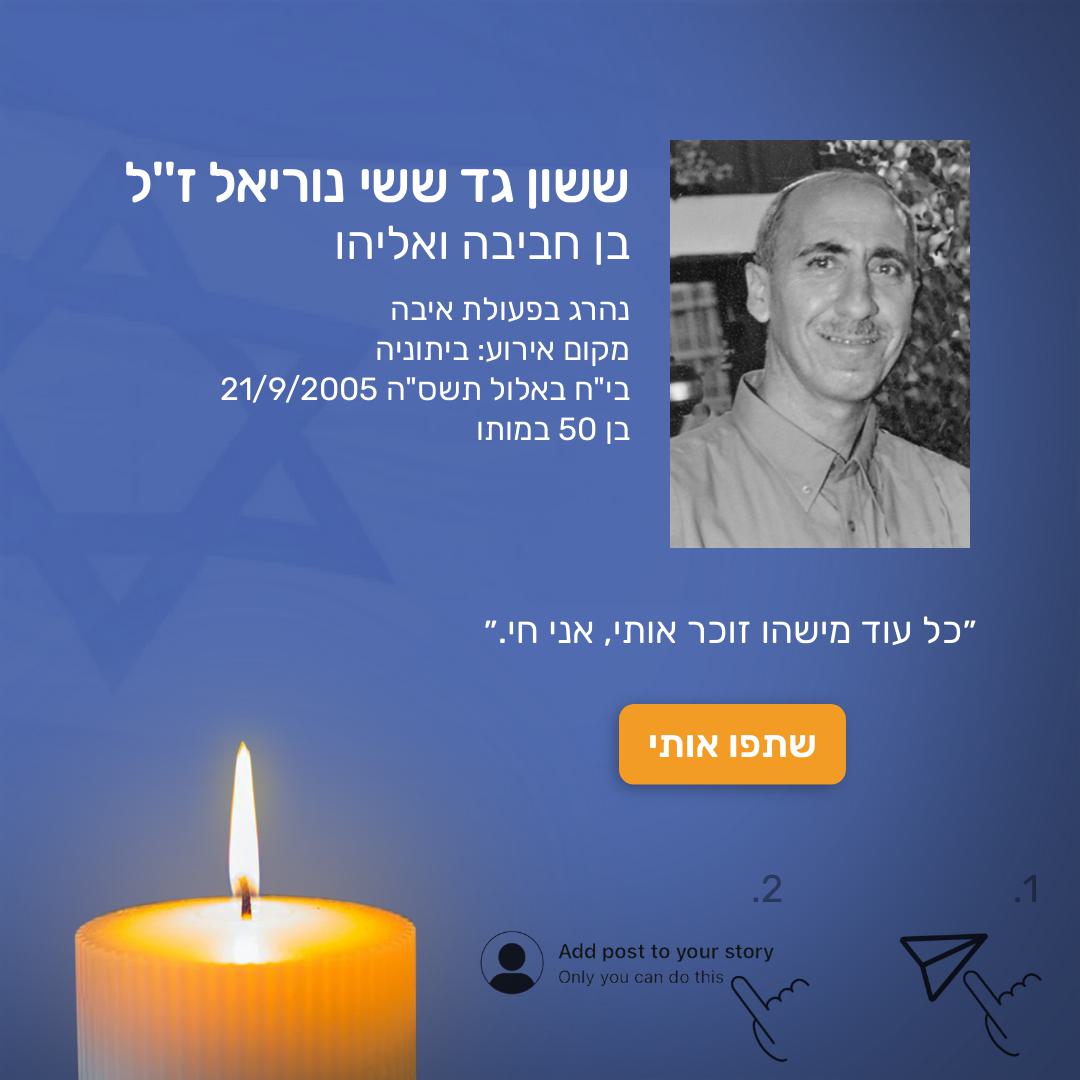 ששון גד ששי נוריאל ז"ל
בן חביבה ואליהו
נהרג בפעולת איבה
מקום אירוע: ביתוניה
בי"ח באלול תשס"ה 21/9/2005
בן 50 במותו
״כל עוד מישהו זוכר אותי, אני חי.״
שתפו אותי
.1
.2
Add post to your story
Only you can do this